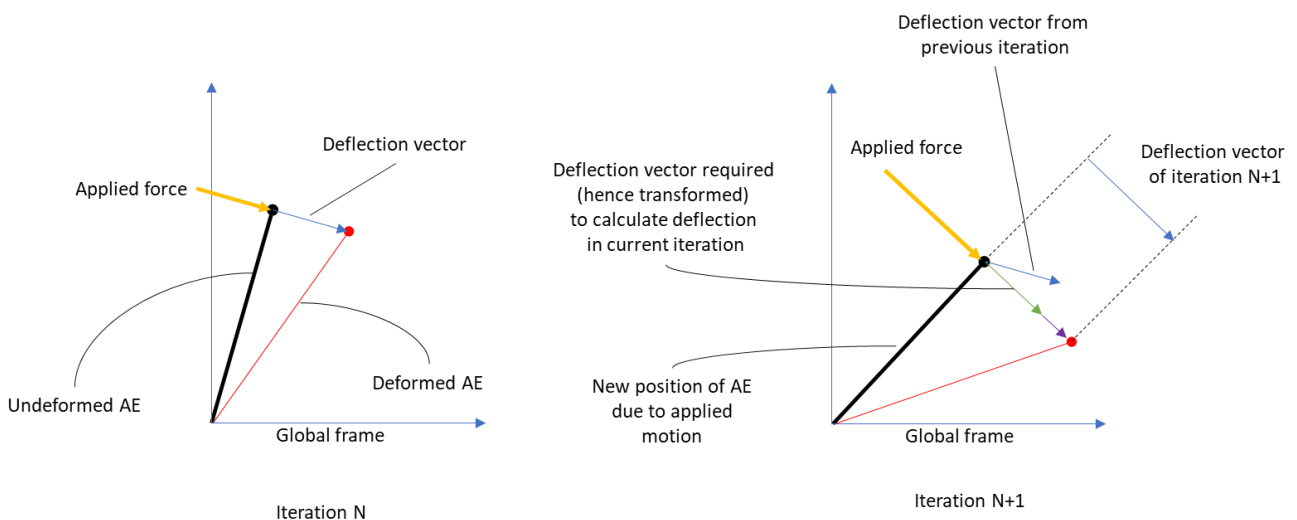 Deflection vector
Applied force
Undeformed AE
Deformed AE
Global frame
Iteration N
Deflection vector from
previous iteration
Applied force
Deflection vector required
(hence transformed)
to calculate deflection
in current iteration
Deflection vector
of iteration N+1
New position of AE
due to applied
motion
Global frame
Iteration N+1